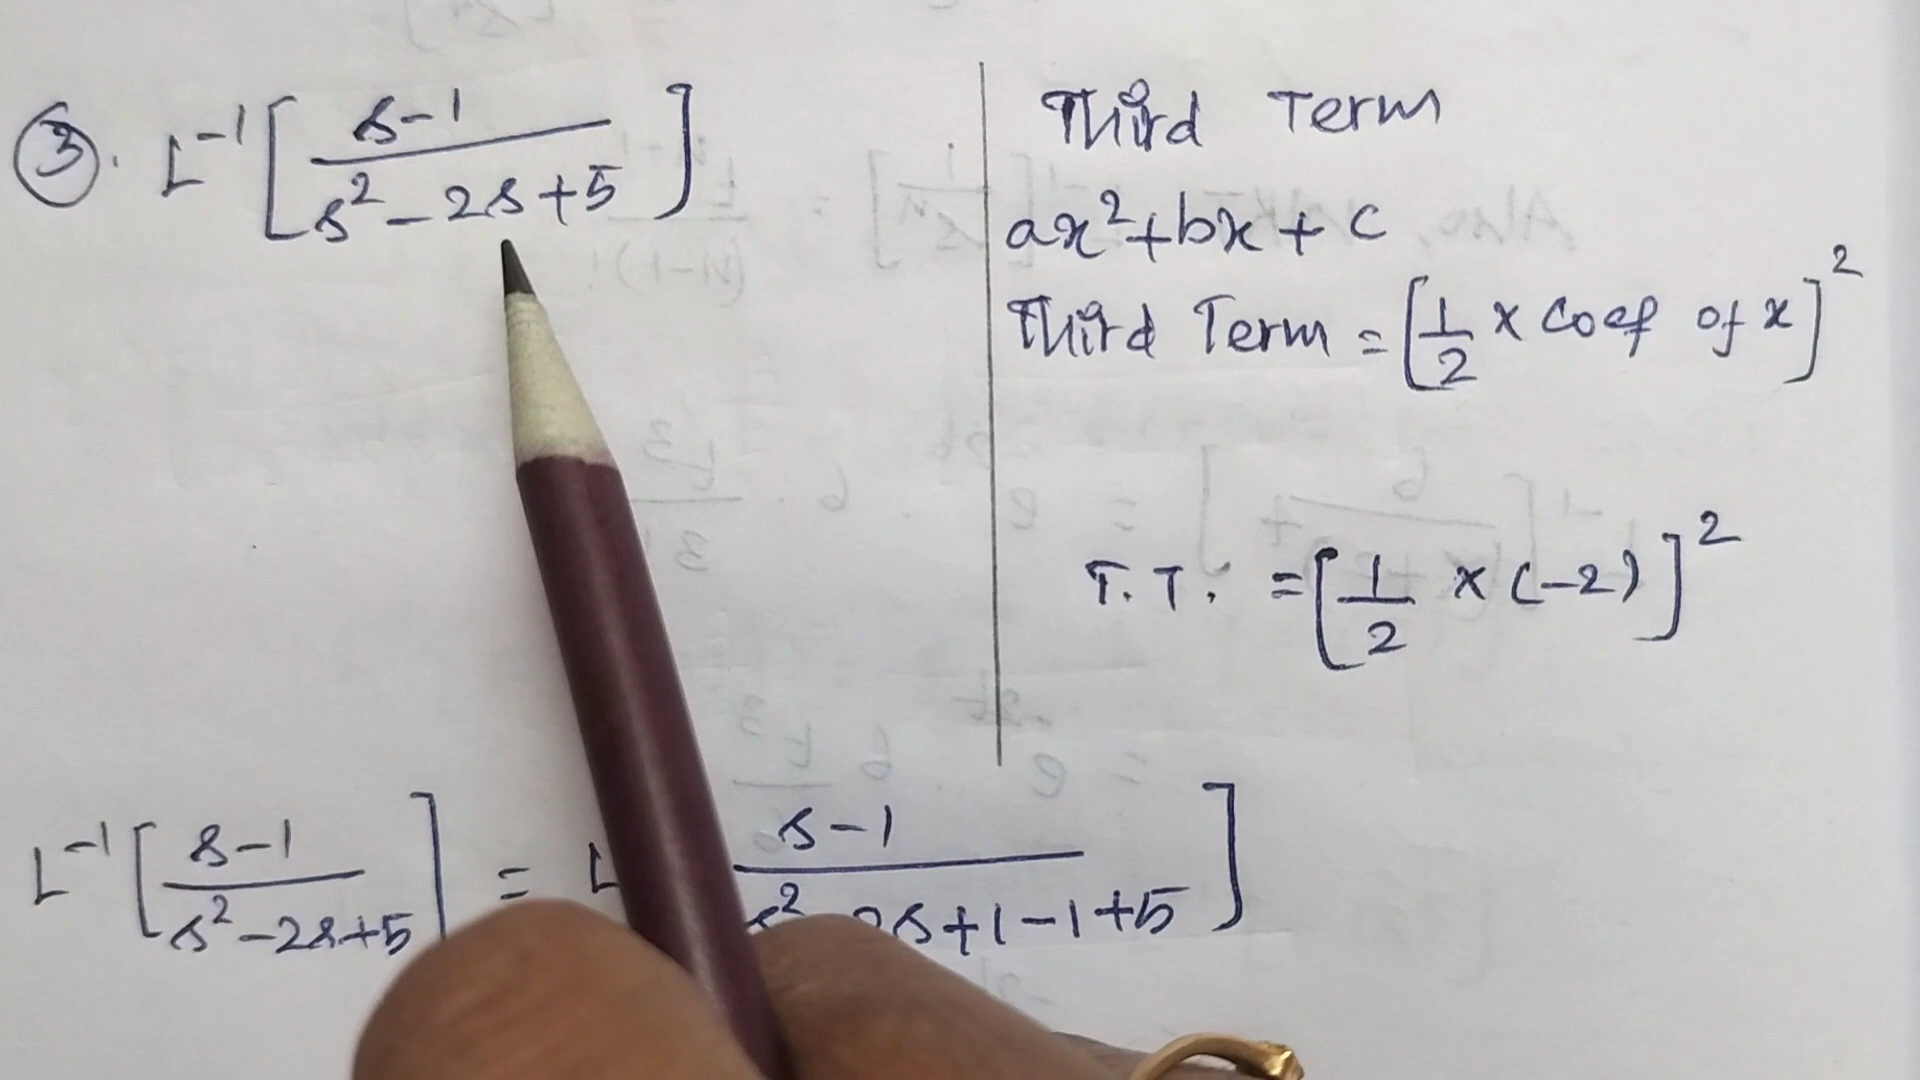 3. L⁻¹[(s-1)/(s²-2s+5)]
Third Term
ax²+bx+c
Third Term = [1/2 × Coef of x]²
T.T. = [1/2 × (-2)]²
L⁻¹[(s-1)/(s²-2s+5)] = L [(s-1)/(s² 2s+1-1+5)]